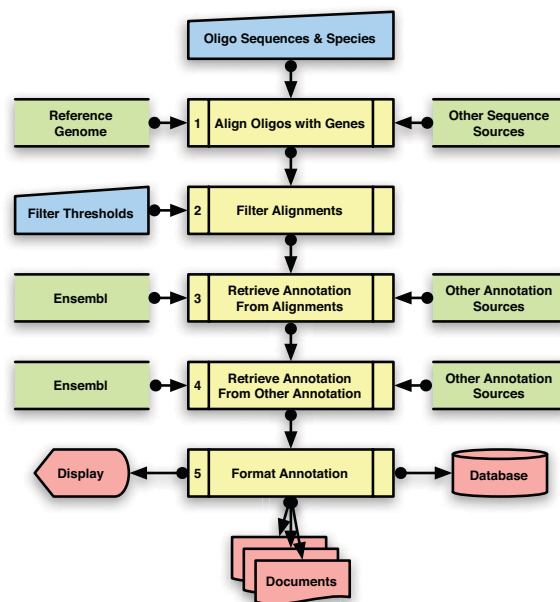 Oligo Sequences & Species
Reference
Genome
1
Align Oligos with Genes
Other Sequence
Sources
Filter Thresholds
2
Filter Alignments
Ensembl
3
Retrieve Annotation
From Alignments
Other Annotation
Sources
Ensembl
4
Retrieve Annotation
From Other Annotation
Other Annotation
Sources
Display
5
Format Annotation
Database
Documents